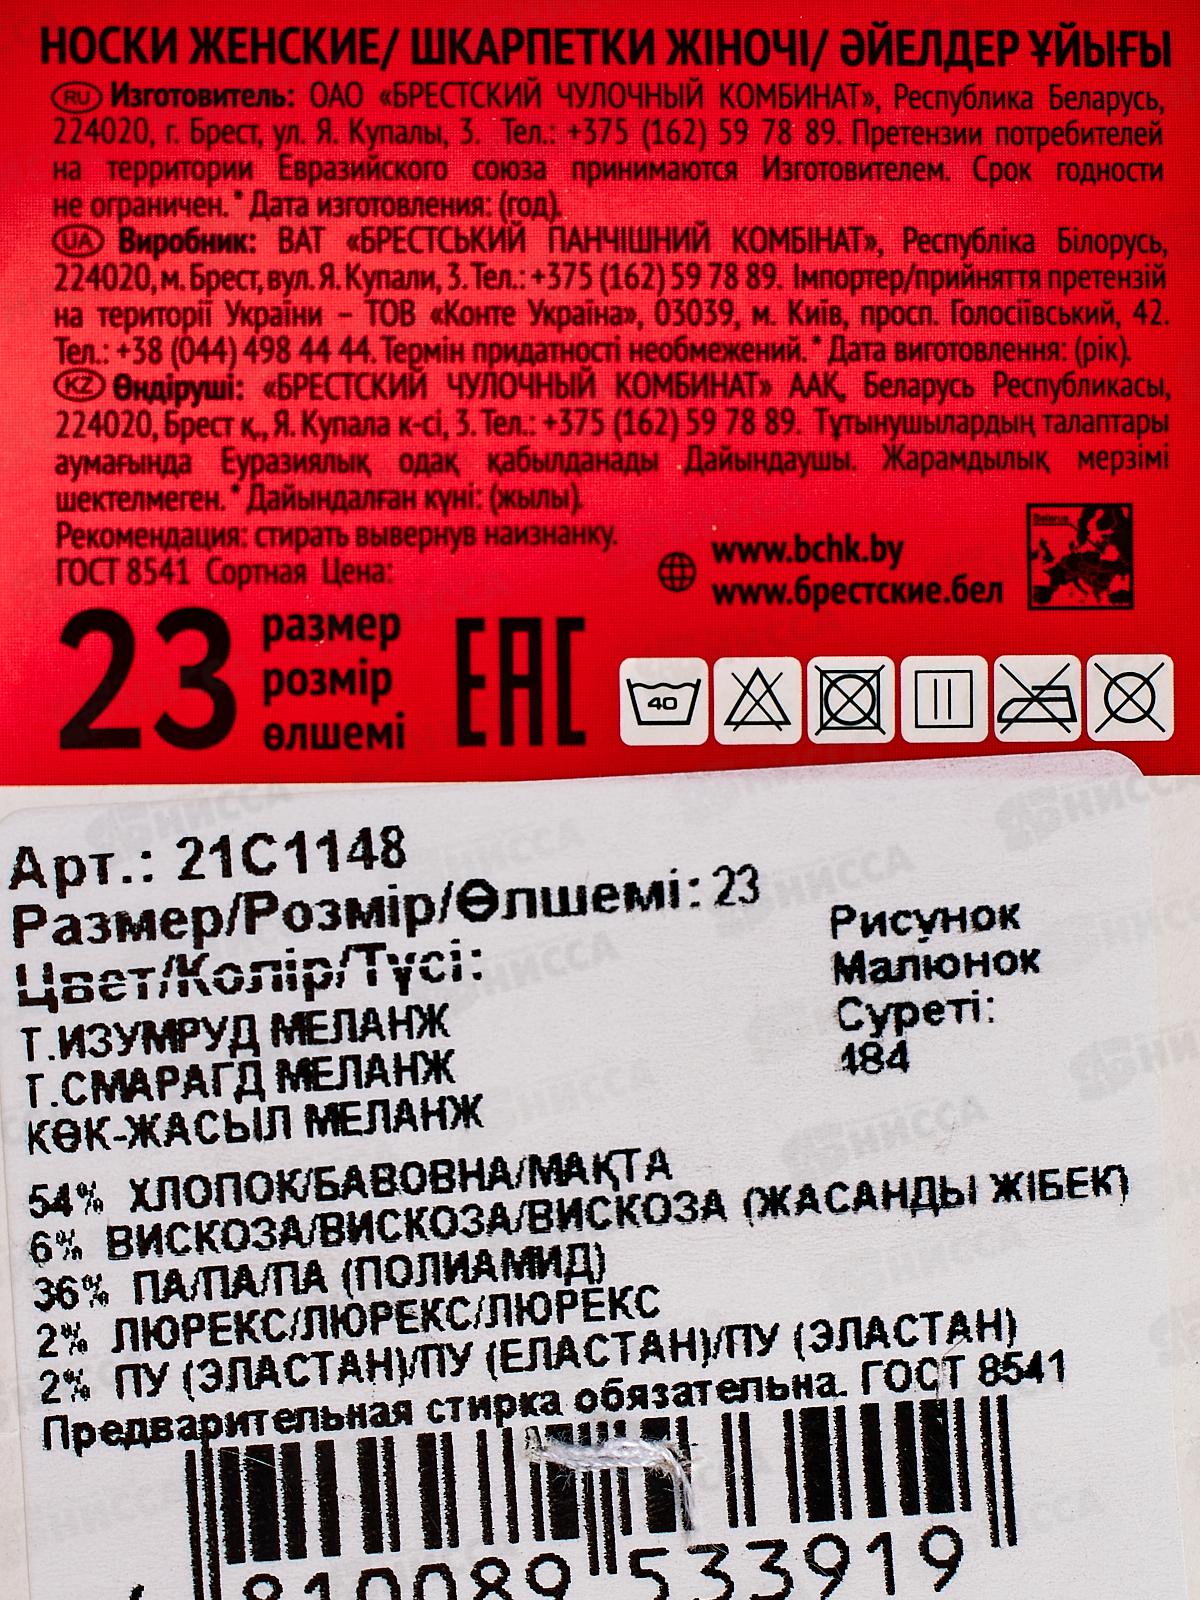 НОСКИ ЖЕНСКИЕ/ ШКАРПЕТКИ ЖІНОЧІ/ ӘЙЕЛДЕР ҰЙЫҒЫ
RU Изготовитель: ОАО «БРЕСТСКИЙ ЧУЛОЧНЫЙ КОМБИНАТ», Республика Беларусь,
224020, г. Брест, ул. Я. Купалы, 3. Тел.: +375 (162) 59 78 89. Претензии потребителей
на территории Евразийского союза принимаются Изготовителем. Срок годности
не ограничен. * Дата изготовления: (год).
UA Виробник: ВАТ «БРЕСТСЬКИЙ ПАНЧІШНИЙ КОМБІНАТ», Республіка Білорусь,
224020, м. Брест, вул. Я. Купали, 3. Тел.: +375 (162) 59 78 89. Імпортер/прийняття претензій
на території України – ТОВ «Конте Україна», 03039, м. Київ, просп. Голосіївський, 42.
Тел.: +38 (044) 498 44 44. Термін придатності необмежений. * Дата виготовлення: (рік).
KZ Өндіруші: «БРЕСТСКИЙ ЧУЛОЧНЫЙ КОМБИНАТ» ААҚ, Беларусь Республикасы,
224020, Брест қ., Я. Купала к-сі, 3. Тел.: +375 (162) 59 78 89. Тұтынушылардың талаптары
аумағында Еуразиялық одақ қабылданады Дайындаушы. Жарамдылық мерзімі
шектелмеген. * Дайындалған күні: (жылы).
Рекомендация: стирать вывернув наизнанку.
ГОСТ 8541 Сортная Цена:
www.bchk.by
www.брестские.бел
Belarus
23 размер
розмір
өлшемі
EAC
40
Арт.: 21С1148
Размер/Розмір/Өлшемі: 23
Цвет/Колір/Түсі:
Т.ИЗУМРУД МЕЛАНЖ
Т.СМАРАГД МЕЛАНЖ
КӨК-ЖАСЫЛ МЕЛАНЖ
Рисунок
Малюнок
Суреті:
184
54% ХЛОПОК/БАВОВНА/МАҚТА
6% ВИСКОЗА/ВІСКОЗА/ВИСКОЗА (ЖАСАНДЫ ЖІБЕК)
36% ПА/ПА/ПА (ПОЛИАМИД)
2% ЛЮРЕКС/ЛЮРЕКС/ЛЮРЕКС
2% ПУ (ЭЛАСТАН)/ПУ (ЕЛАСТАН)/ПУ (ЭЛАСТАН)
Предварительная стирка обязательна. ГОСТ 8541
4 810089 533919